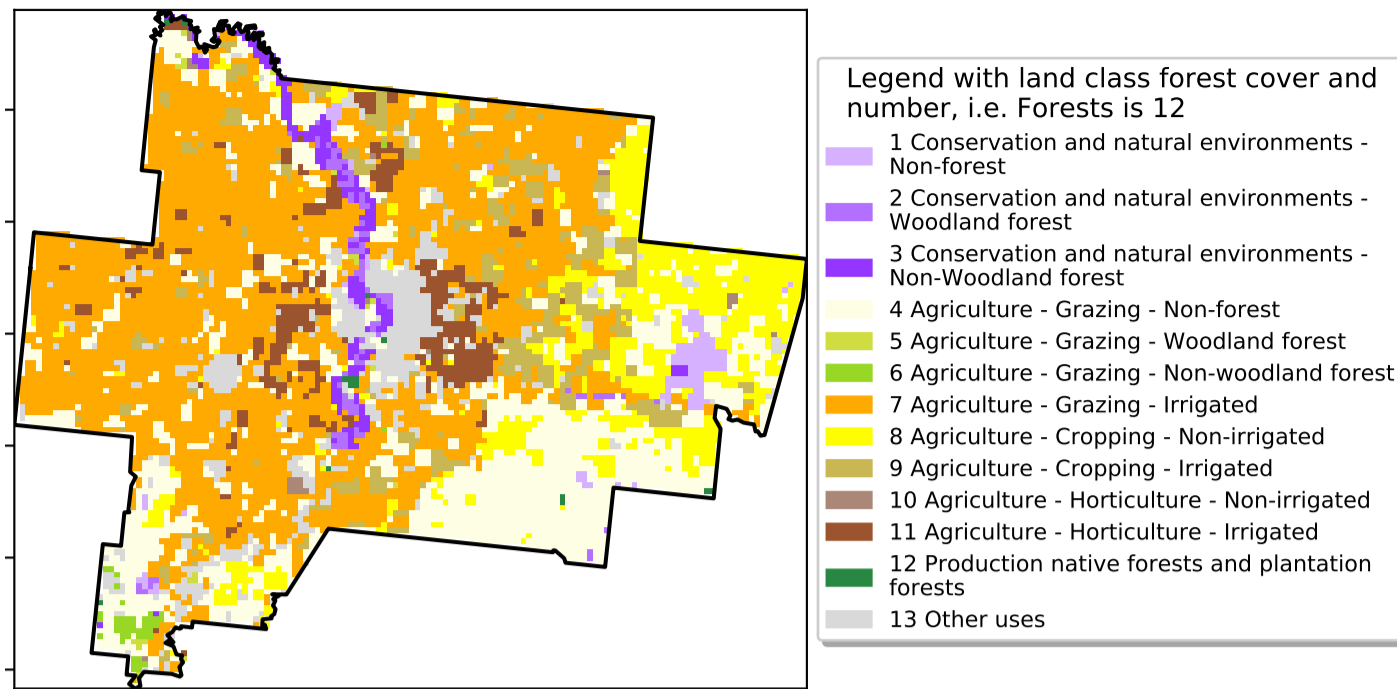 Legend with land class forest cover and
number, i.e. Forests is 12
1 Conservation and natural environments -
Non-forest
2 Conservation and natural environments -
Woodland forest
3 Conservation and natural environments -
Non-Woodland forest
4 Agriculture - Grazing - Non-forest
5 Agriculture - Grazing - Woodland forest
6 Agriculture - Grazing - Non-woodland forest
7 Agriculture - Grazing - Irrigated
8 Agriculture - Cropping - Non-irrigated
9 Agriculture - Cropping - Irrigated
10 Agriculture - Horticulture - Non-irrigated
11 Agriculture - Horticulture - Irrigated
12 Production native forests and plantation
forests
13 Other uses